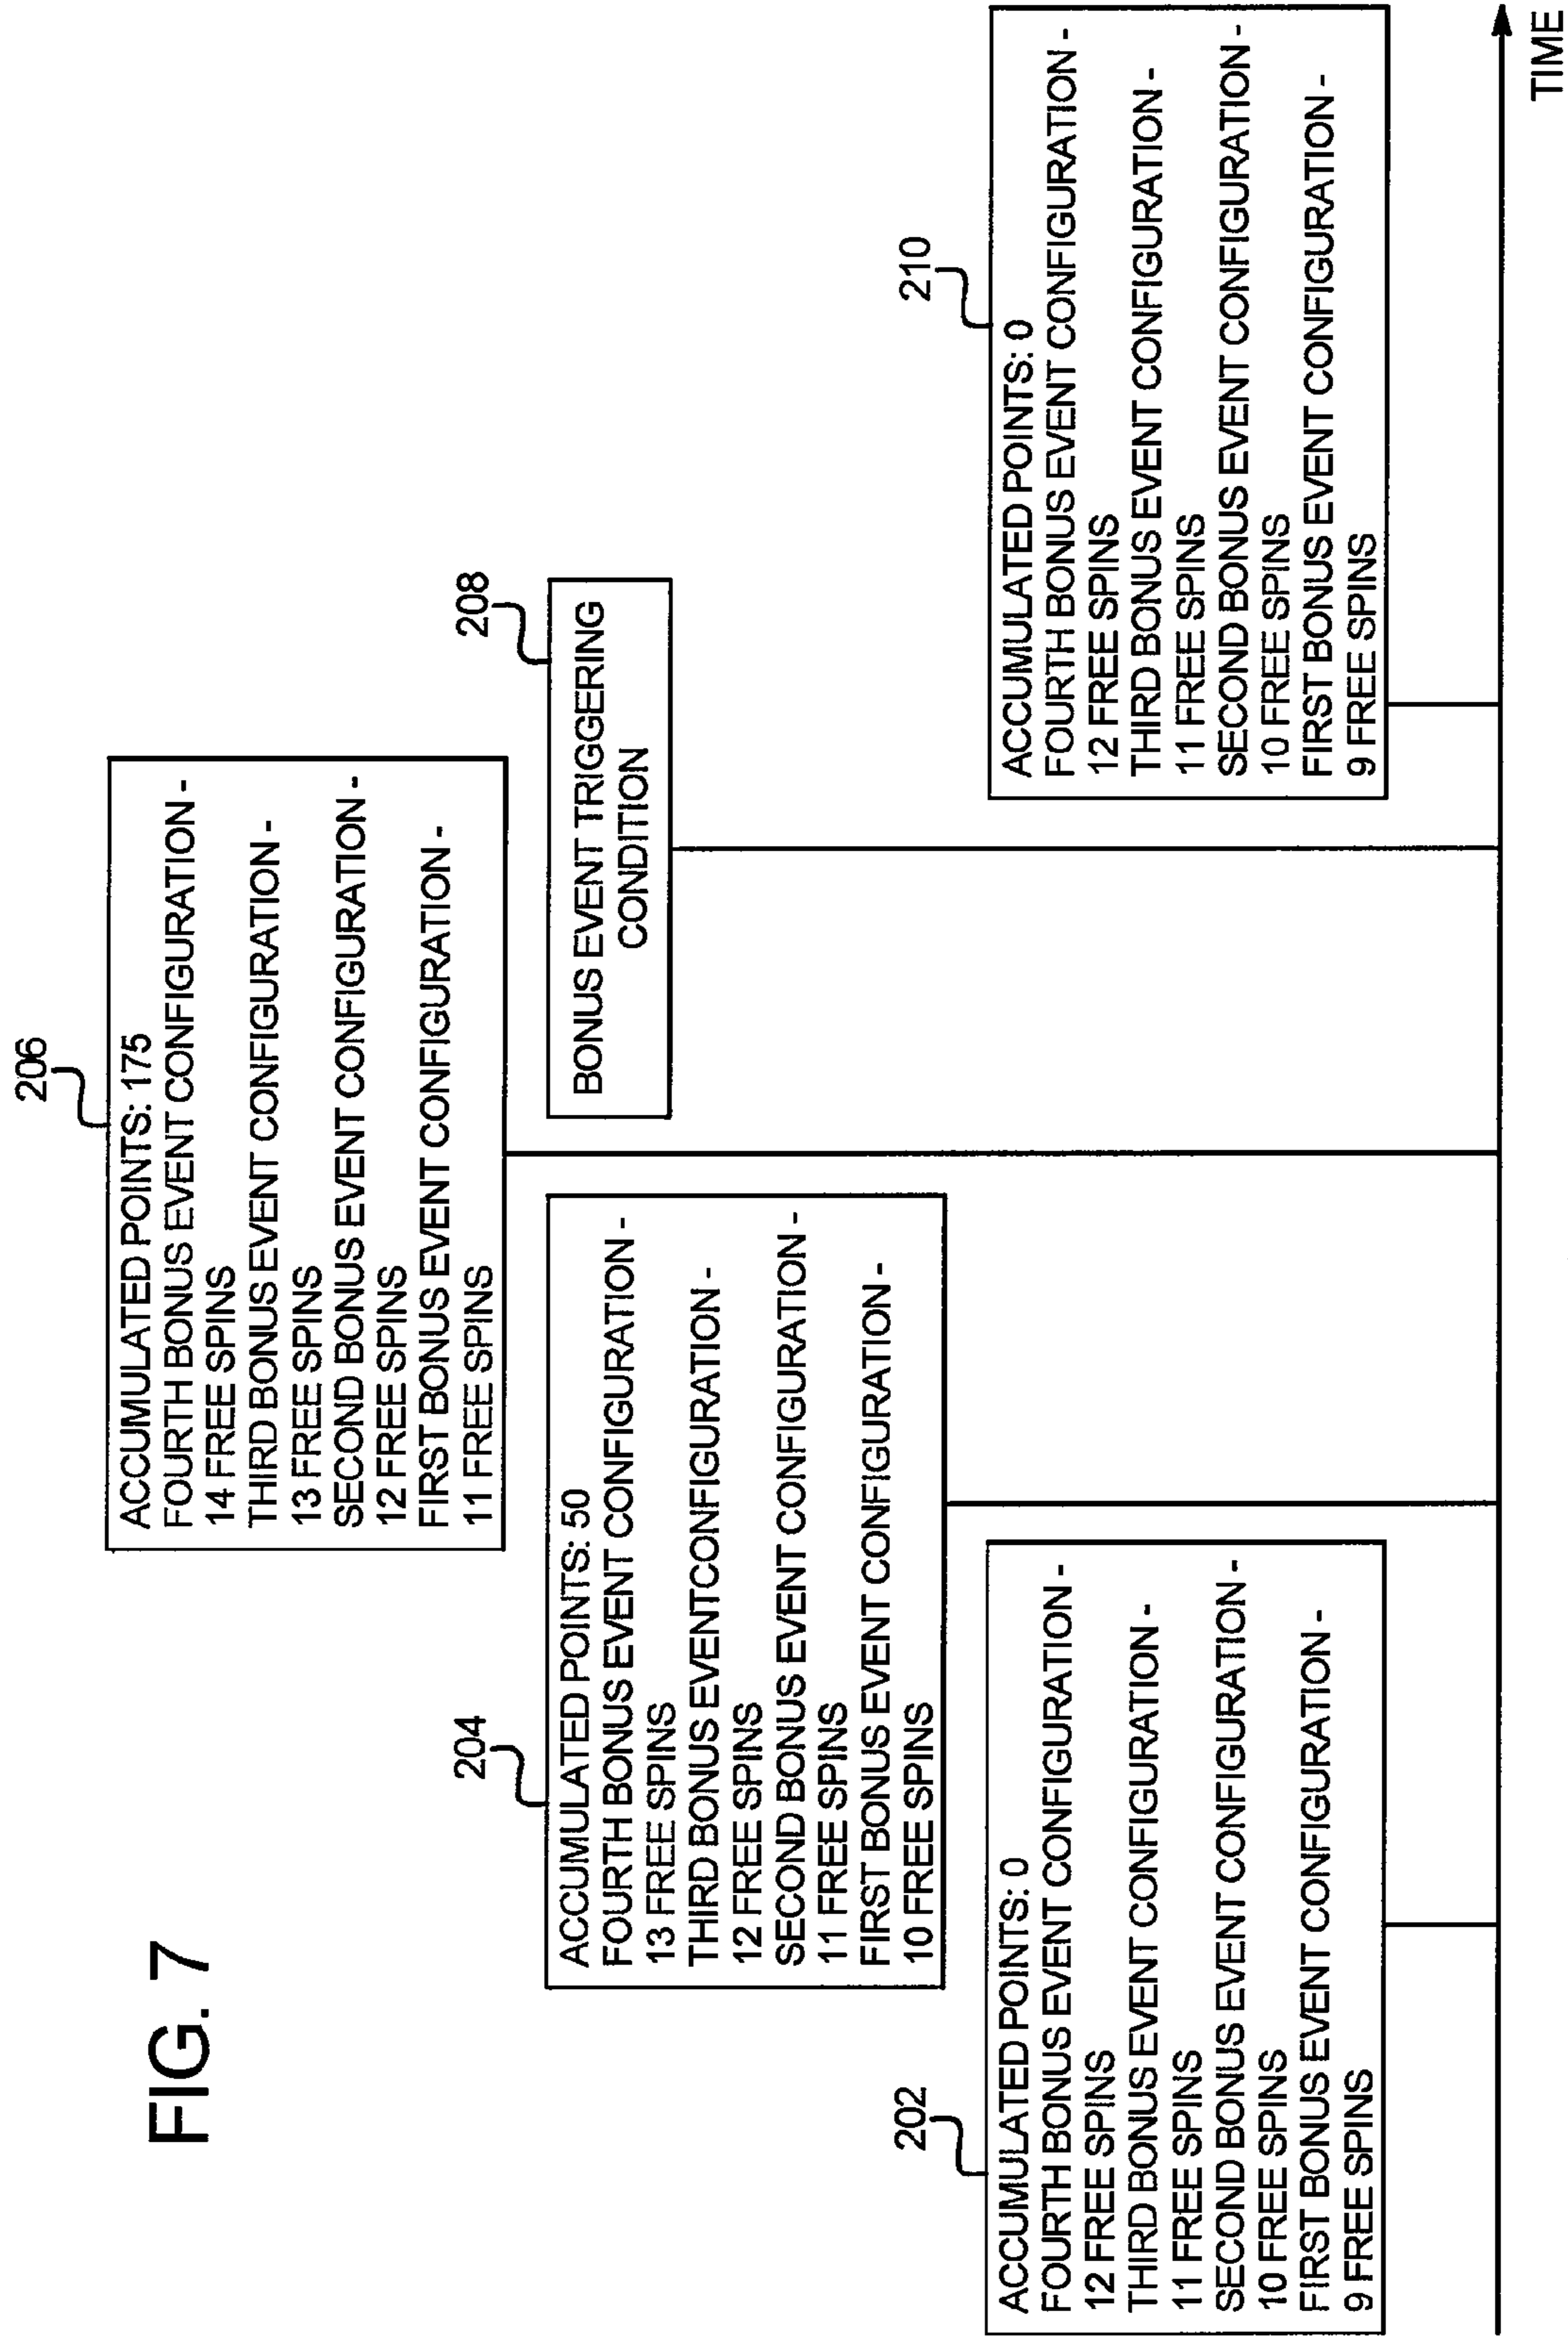 FIG. 7
202
ACCUMULATED POINTS: 0
FOURTH BONUS EVENT CONFIGURATION -
12 FREE SPINS
THIRD BONUS EVENT CONFIGURATION -
11 FREE SPINS
SECOND BONUS EVENT CONFIGURATION -
10 FREE SPINS
FIRST BONUS EVENT CONFIGURATION -
9 FREE SPINS
204
ACCUMULATED POINTS: 50
FOURTH BONUS EVENT CONFIGURATION -
13 FREE SPINS
THIRD BONUS EVENTCONFIGURATION -
12 FREE SPINS
SECOND BONUS EVENT CONFIGURATION -
11 FREE SPINS
FIRST BONUS EVENT CONFIGURATION -
10 FREE SPINS
206
ACCUMULATED POINTS: 175
FOURTH BONUS EVENT CONFIGURATION -
14 FREE SPINS
THIRD BONUS EVENT CONFIGURATION -
13 FREE SPINS
SECOND BONUS EVENT CONFIGURATION -
12 FREE SPINS
FIRST BONUS EVENT CONFIGURATION -
11 FREE SPINS
208
BONUS EVENT TRIGGERING
CONDITION
210
ACCUMULATED POINTS: 0
FOURTH BONUS EVENT CONFIGURATION -
12 FREE SPINS
THIRD BONUS EVENT CONFIGURATION -
11 FREE SPINS
SECOND BONUS EVENT CONFIGURATION -
10 FREE SPINS
FIRST BONUS EVENT CONFIGURATION -
9 FREE SPINS
TIME